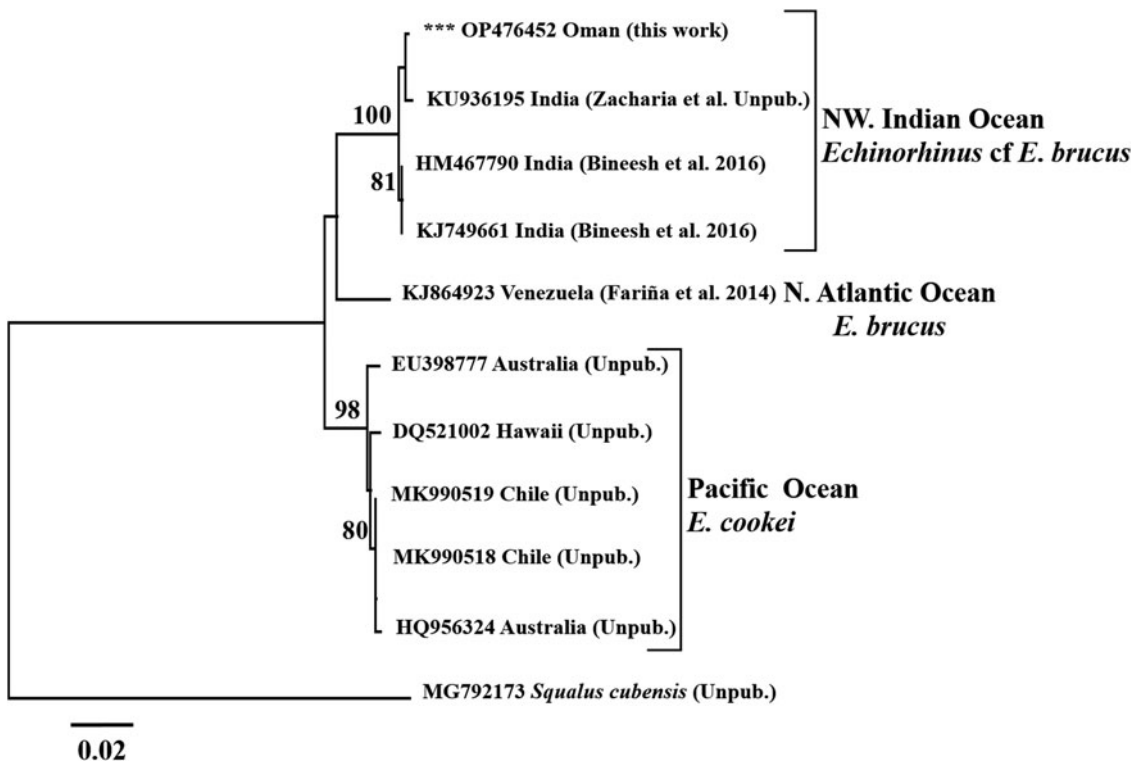 *** OP476452 Oman (this work)
KU936195 India (Zacharia et al. Unpub.)
100
NW. Indian Ocean
Echinorhinus cf E. brucus
HM467790 India (Bineesh et al. 2016)
81
KJ749661 India (Bineesh et al. 2016)
KJ864923 Venezuela (Fariña et al. 2014)
N. Atlantic Ocean
E. brucus
EU398777 Australia (Unpub.)
98
DQ521002 Hawaii (Unpub.)
MK990519 Chile (Unpub.)
Pacific Ocean
E. cookei
80
MK990518 Chile (Unpub.)
HQ956324 Australia (Unpub.)
MG792173 Squalus cubensis (Unpub.)
0.02